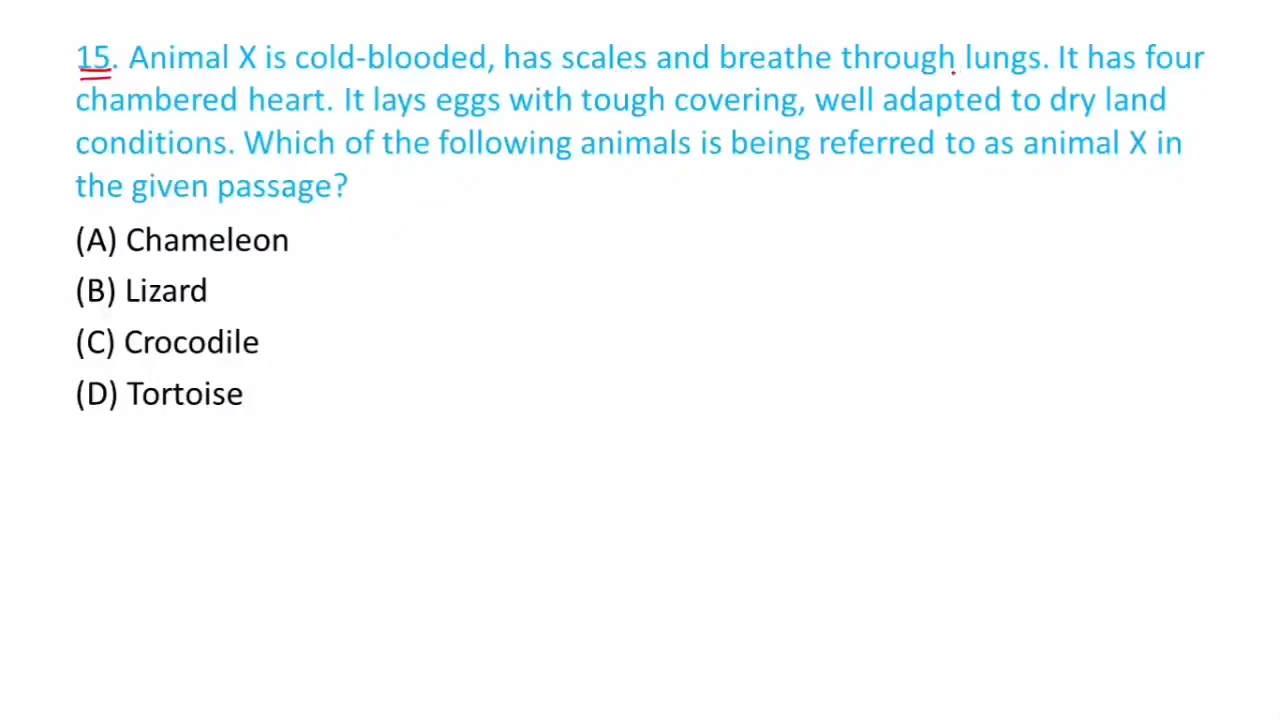 15. Animal X is cold-blooded, has scales and breathe through lungs. It has four
chambered heart. It lays eggs with tough covering, well adapted to dry land
conditions. Which of the following animals is being referred to as animal X in
the given passage?
(A) Chameleon
(B) Lizard
(C) Crocodile
(D) Tortoise